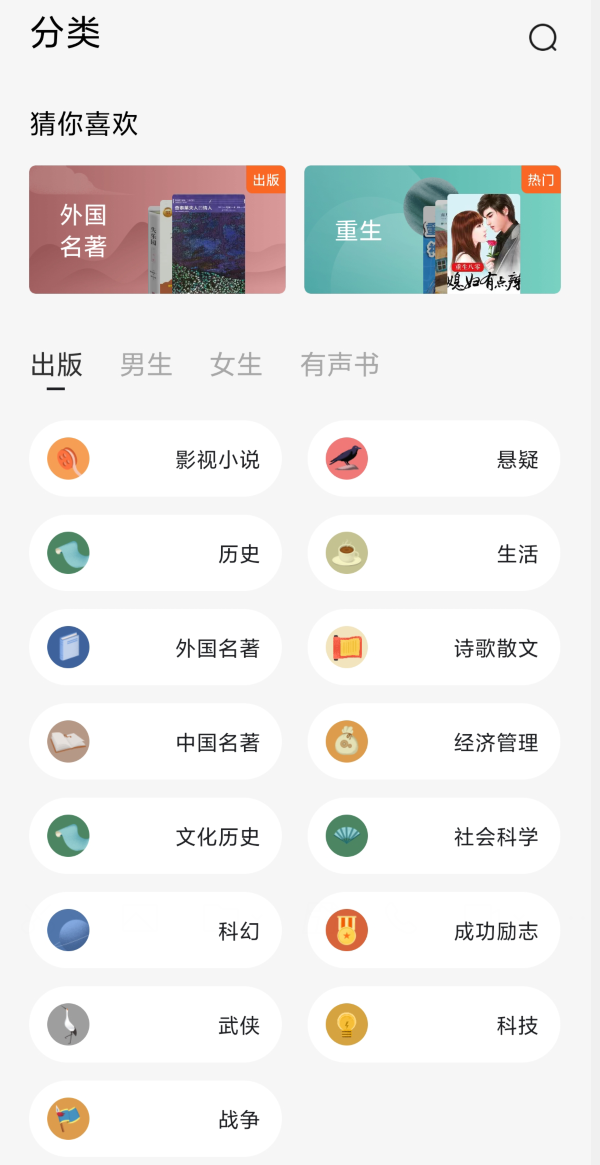 分类
猜你喜欢
外国
名著
出版
重生
热门
重生八零
媳妇有点辣
出版 男生 女生 有声书
影视小说 悬疑
历史 生活
外国名著 诗歌散文
中国名著 经济管理
文化历史 社会科学
科幻 成功励志
武侠 科技
战争